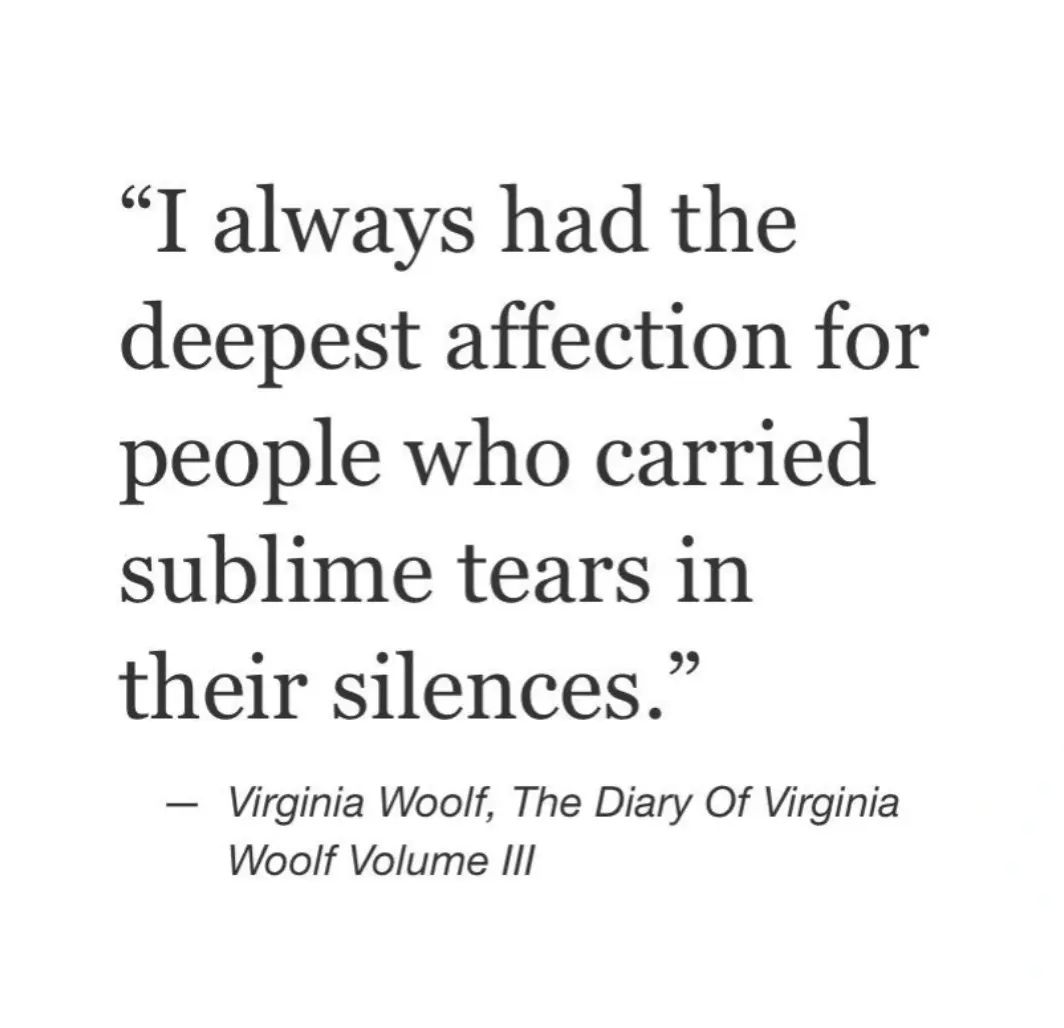 “I always had the
deepest affection for
people who carried
sublime tears in
their silences.”
— Virginia Woolf, The Diary Of Virginia
Woolf Volume III